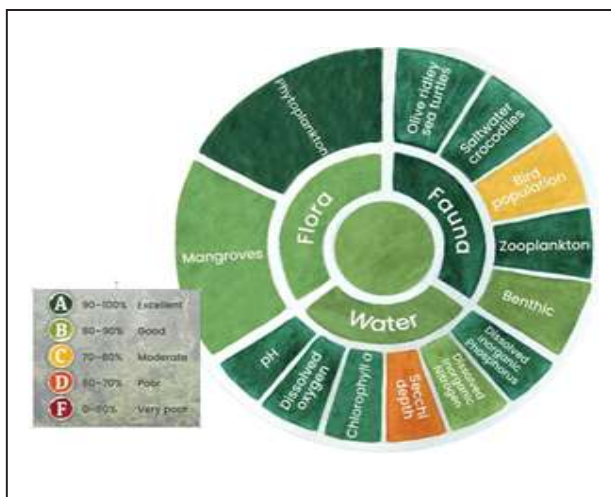 Phytoplankton
Olive ridley
sea turtles
Saltwater
crocodiles
Bird
population
Zooplankton
Benthic
Flora
Fauna
Water
Mangroves
pH
Dissolved
oxygen
Chlorophyll a
Secchi
depth
Dissolved
inorganic
Nitrogen
Dissolved
inorganic
phosphorus
A 90-100% Excellent
B 80-90% Good
C 70-80% Moderate
D 60-70% Poor
F 0-60% Very poor